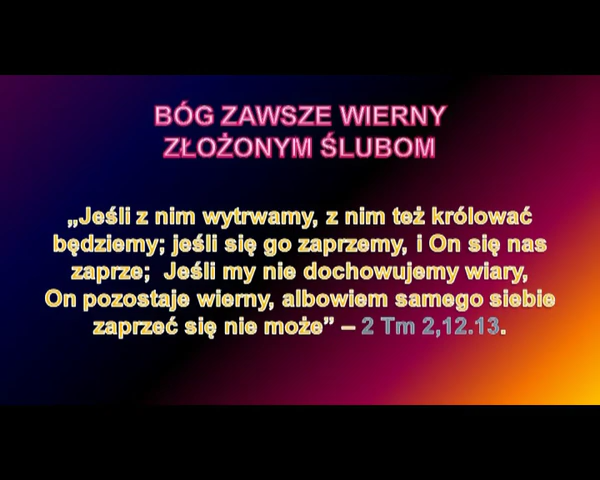 BÓG ZAWSZE WIERNY
ZŁOŻONYM ŚLUBOM
„Jeśli z nim wytrwamy, z nim też królować
będziemy; jeśli się go zaprzemy, i On się nas
zaprze;  Jeśli my nie dochowujemy wiary,
On pozostaje wierny, albowiem samego siebie
zaprzeć się nie może” – 2 Tm 2,12.13.